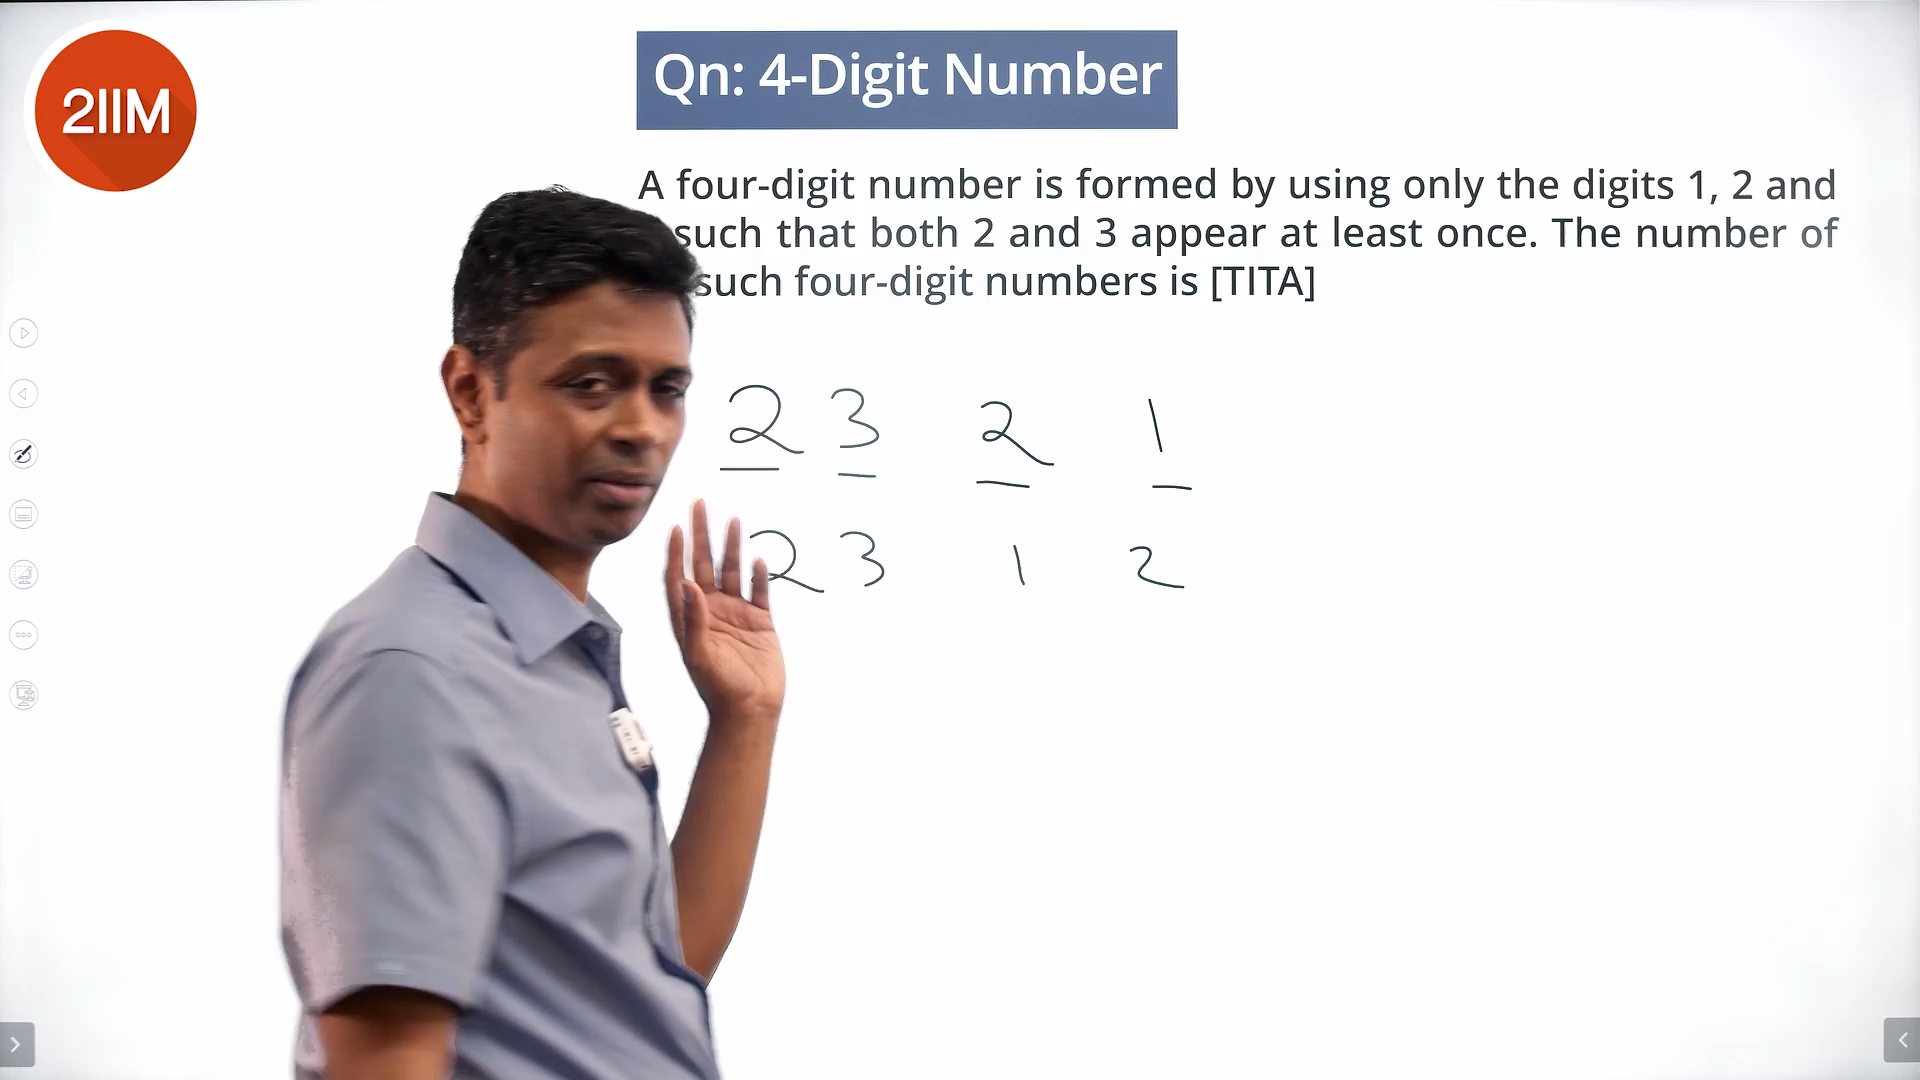 2IIM
Qn: 4-Digit Number
A four-digit number is formed by using only the digits 1, 2 and
such that both 2 and 3 appear at least once. The number of
such four-digit numbers is [TITA]
2 3 2 1
2 3 1 2